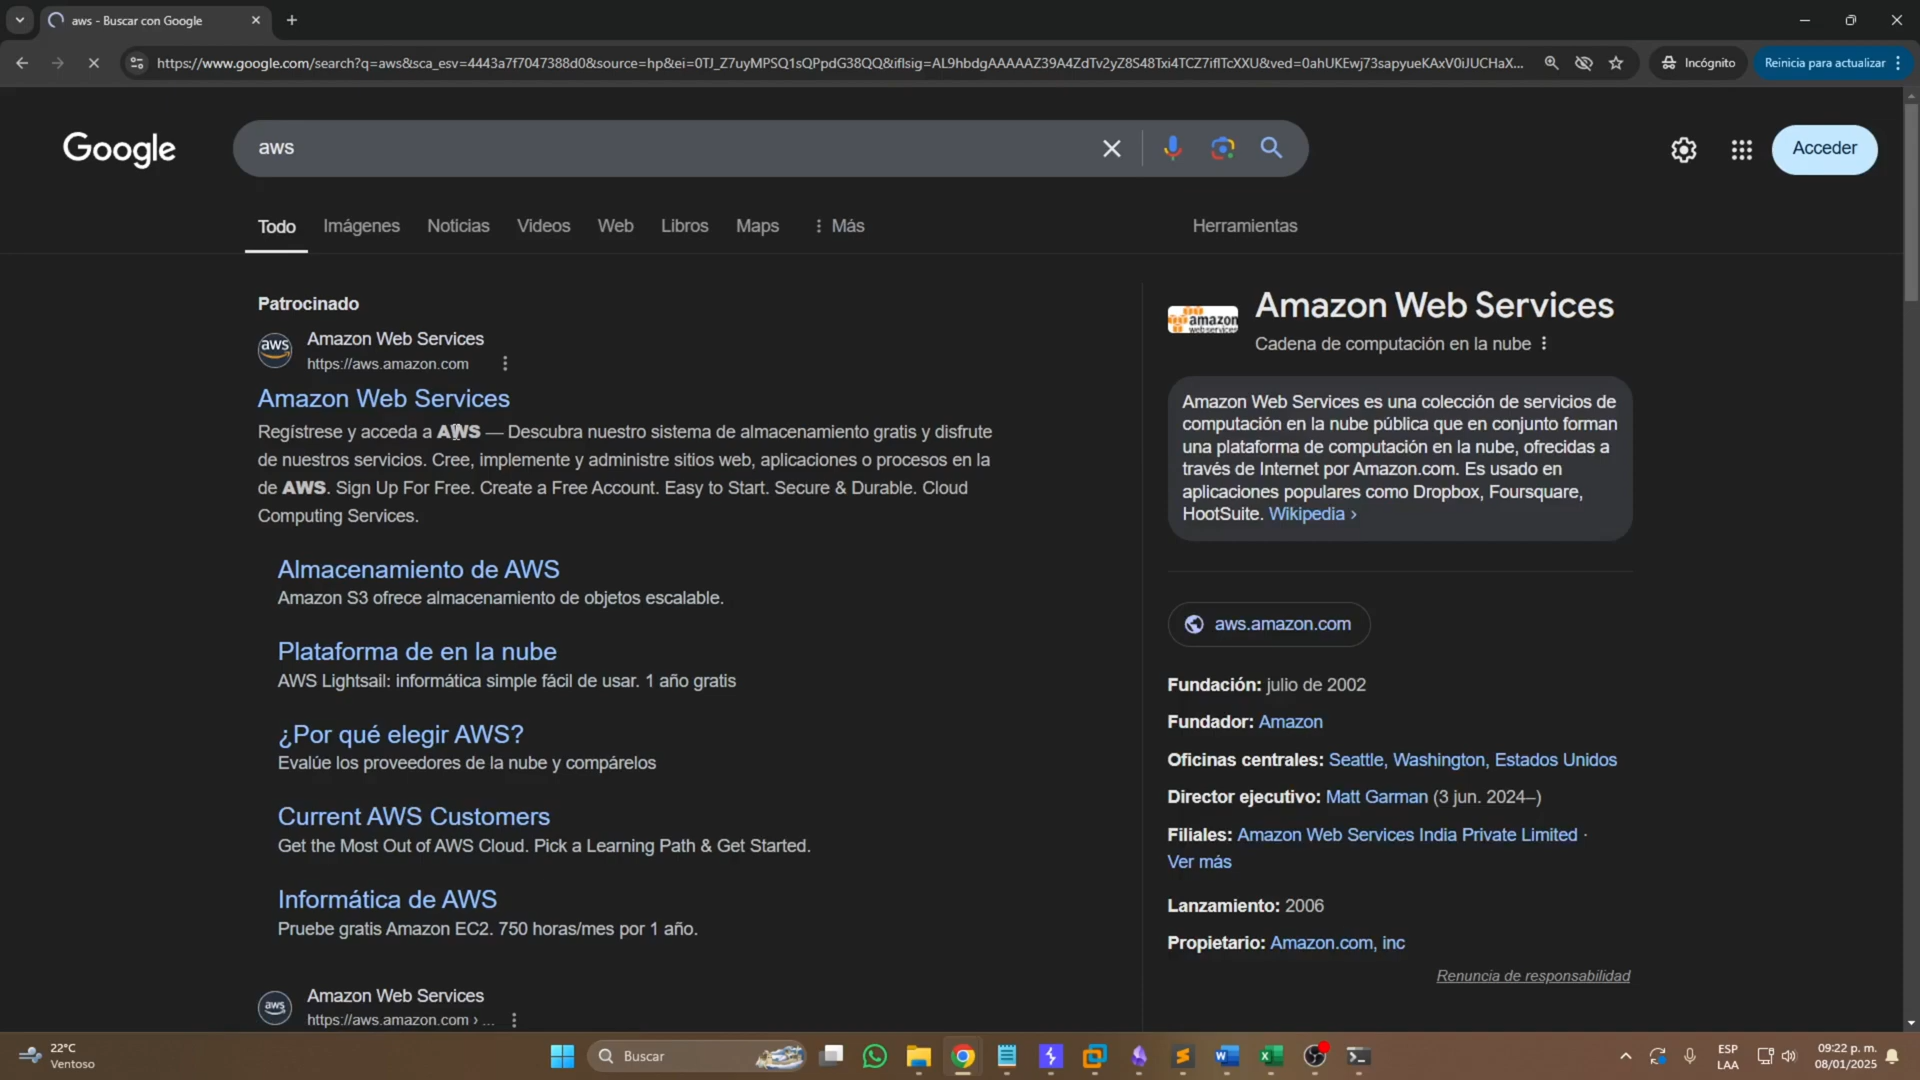 aws - Buscar con Google
https://www.google.com/search?q=aws&sca_esv=4443a7f7047388d0&source=hp&ei=0TJ_Z7uyMPSQ1sQPpdG38QQ&iflsig=AL9hbdgAAAAAZ39A4ZdTv2yZ8S48Txi4TCZ7iflTcXXU&ved=0ahUKEwj73sapyueKAxV0iJUCHaX...
Incógnito
Reinicia para actualizar
Google
aws
Acceder
Todo
Imágenes
Noticias
Videos
Web
Libros
Maps
Más
Herramientas
Patrocinado
aws
Amazon Web Services
https://aws.amazon.com
Amazon Web Services
Regístrese y acceda a AWS — Descubra nuestro sistema de almacenamiento gratis y disfrute
de nuestros servicios. Cree, implemente y administre sitios web, aplicaciones o procesos en la
de AWS. Sign Up For Free. Create a Free Account. Easy to Start. Secure & Durable. Cloud
Computing Services.
Almacenamiento de AWS
Amazon S3 ofrece almacenamiento de objetos escalable.
Plataforma de en la nube
AWS Lightsail: informática simple fácil de usar. 1 año gratis
¿Por qué elegir AWS?
Evalúe los proveedores de la nube y compárelos
Current AWS Customers
Get the Most Out of AWS Cloud. Pick a Learning Path & Get Started.
Informática de AWS
Pruebe gratis Amazon EC2. 750 horas/mes por 1 año.
aws
Amazon Web Services
https://aws.amazon.com › ...
amazon
webservices
Amazon Web Services
Cadena de computación en la nube
Amazon Web Services es una colección de servicios de
computación en la nube pública que en conjunto forman
una plataforma de computación en la nube, ofrecidas a
través de Internet por Amazon.com. Es usado en
aplicaciones populares como Dropbox, Foursquare,
HootSuite. Wikipedia ›
aws.amazon.com
Fundación: julio de 2002
Fundador: Amazon
Oficinas centrales: Seattle, Washington, Estados Unidos
Director ejecutivo: Matt Garman (3 jun. 2024–)
Filiales: Amazon Web Services India Private Limited ·
Ver más
Lanzamiento: 2006
Propietario: Amazon.com, inc
Renuncia de responsabilidad
22°C
Ventoso
Buscar
ESP
LAA
09:22 p. m.
08/01/2025